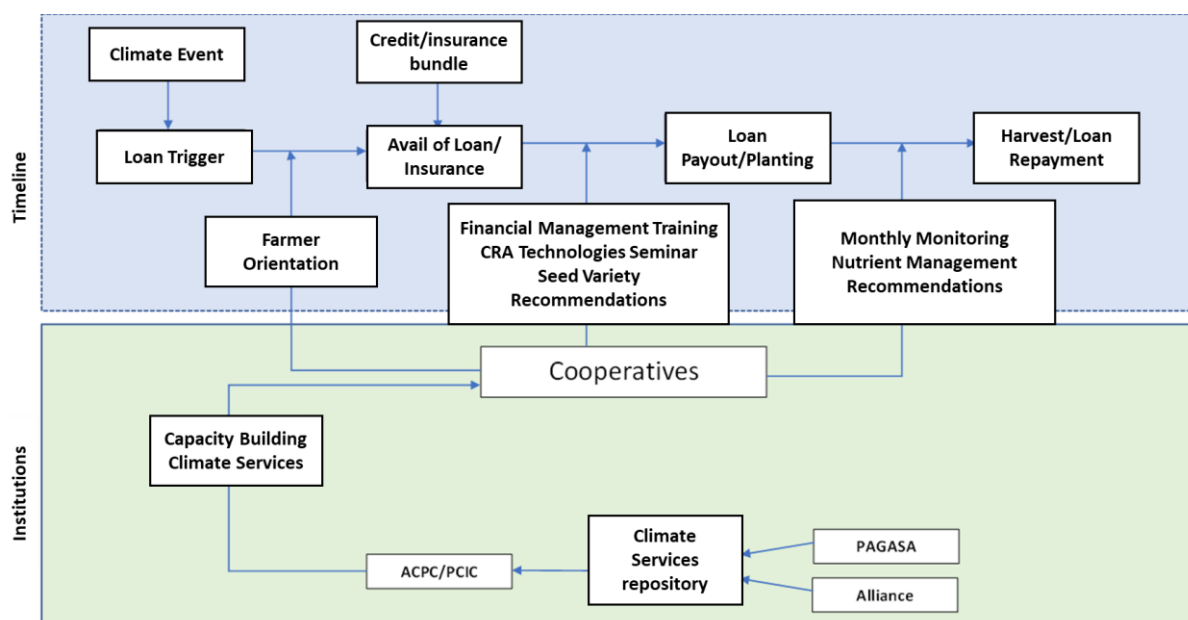 Timeline
Climate Event
Credit/insurance
bundle
Loan Trigger
Avail of Loan/
Insurance
Loan
Payout/Planting
Harvest/Loan
Repayment
Farmer
Orientation
Financial Management Training
CRA Technologies Seminar
Seed Variety
Recommendations
Monthly Monitoring
Nutrient Management
Recommendations
Institutions
Cooperatives
Capacity Building
Climate Services
ACPC/PCIC
Climate
Services
repository
PAGASA
Alliance